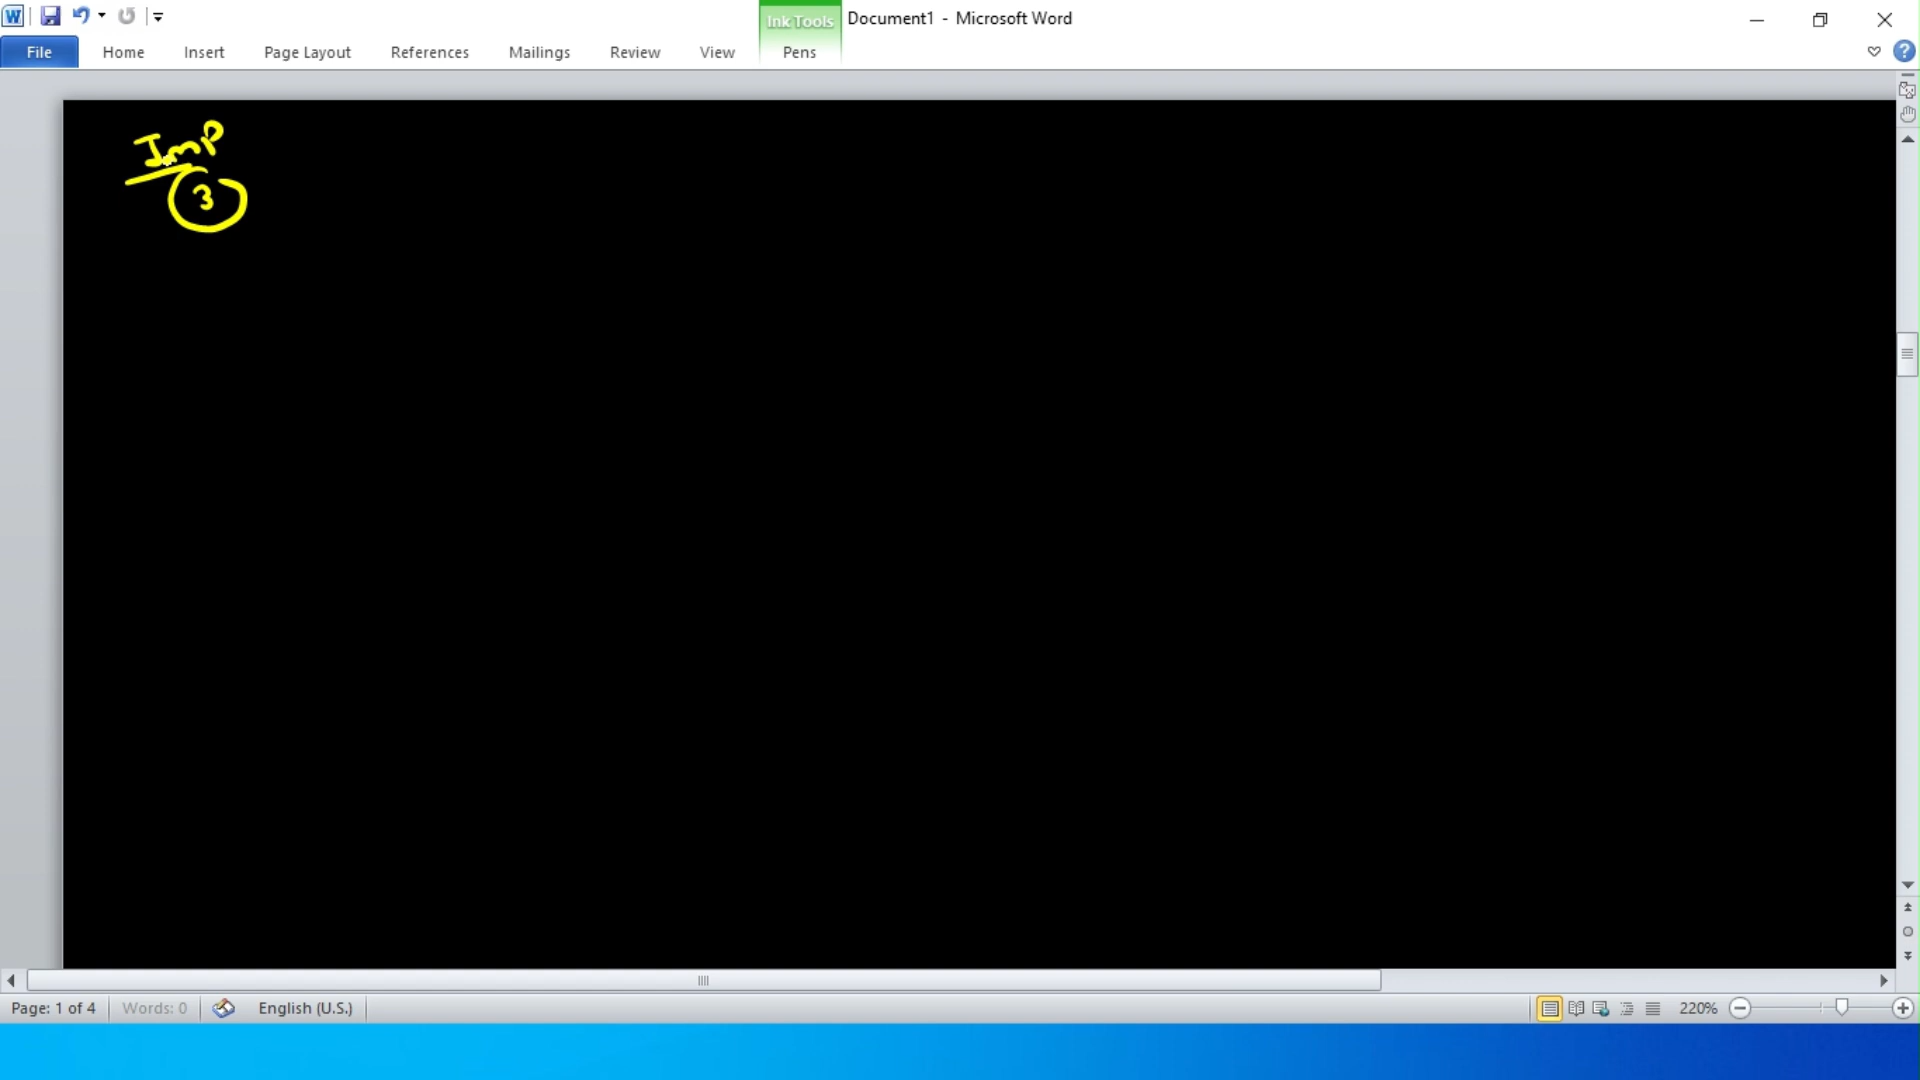 Ink Tools Document1 - Microsoft Word
File Home Insert Page Layout References Mailings Review View Pens
Imp
3
Page: 1 of 4 Words: 0 English (U.S.) 220%